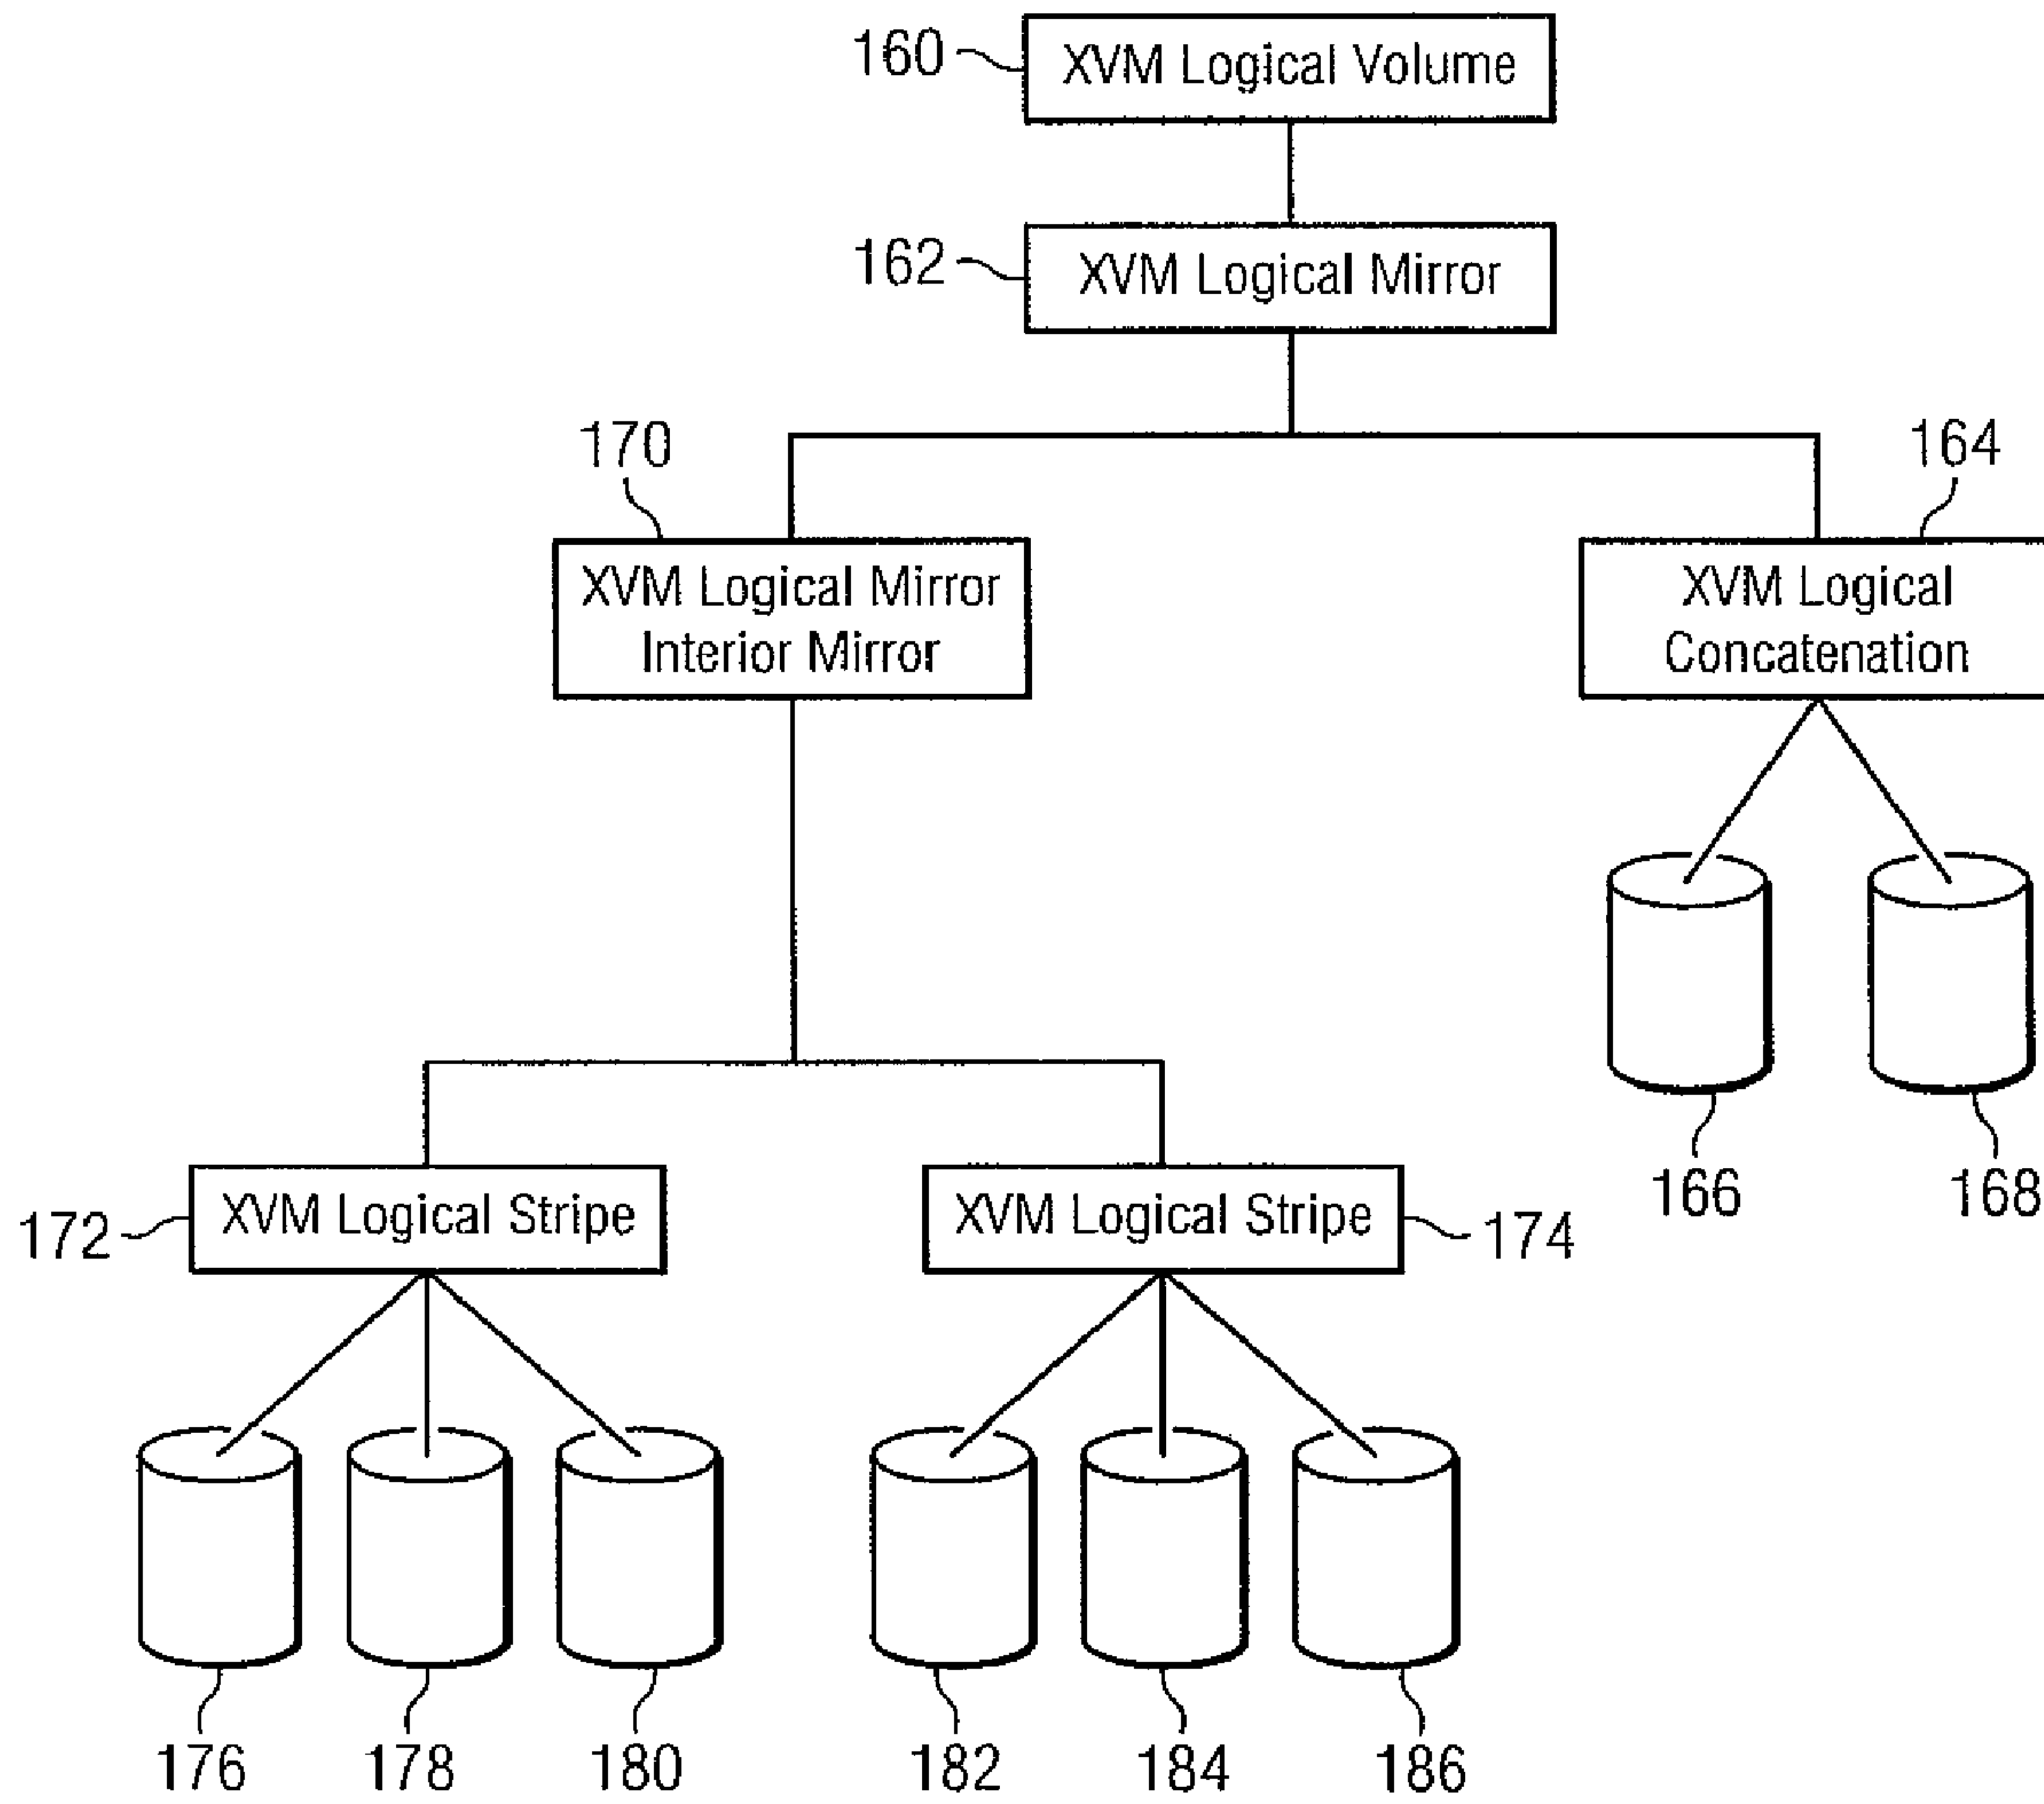 160
XVM Logical Volume
162
XVM Logical Mirror
170
164
XVM Logical Mirror
Interior Mirror
XVM Logical
Concatenation
166
168
172
XVM Logical Stripe
XVM Logical Stripe
174
176
178
180
182
184
186